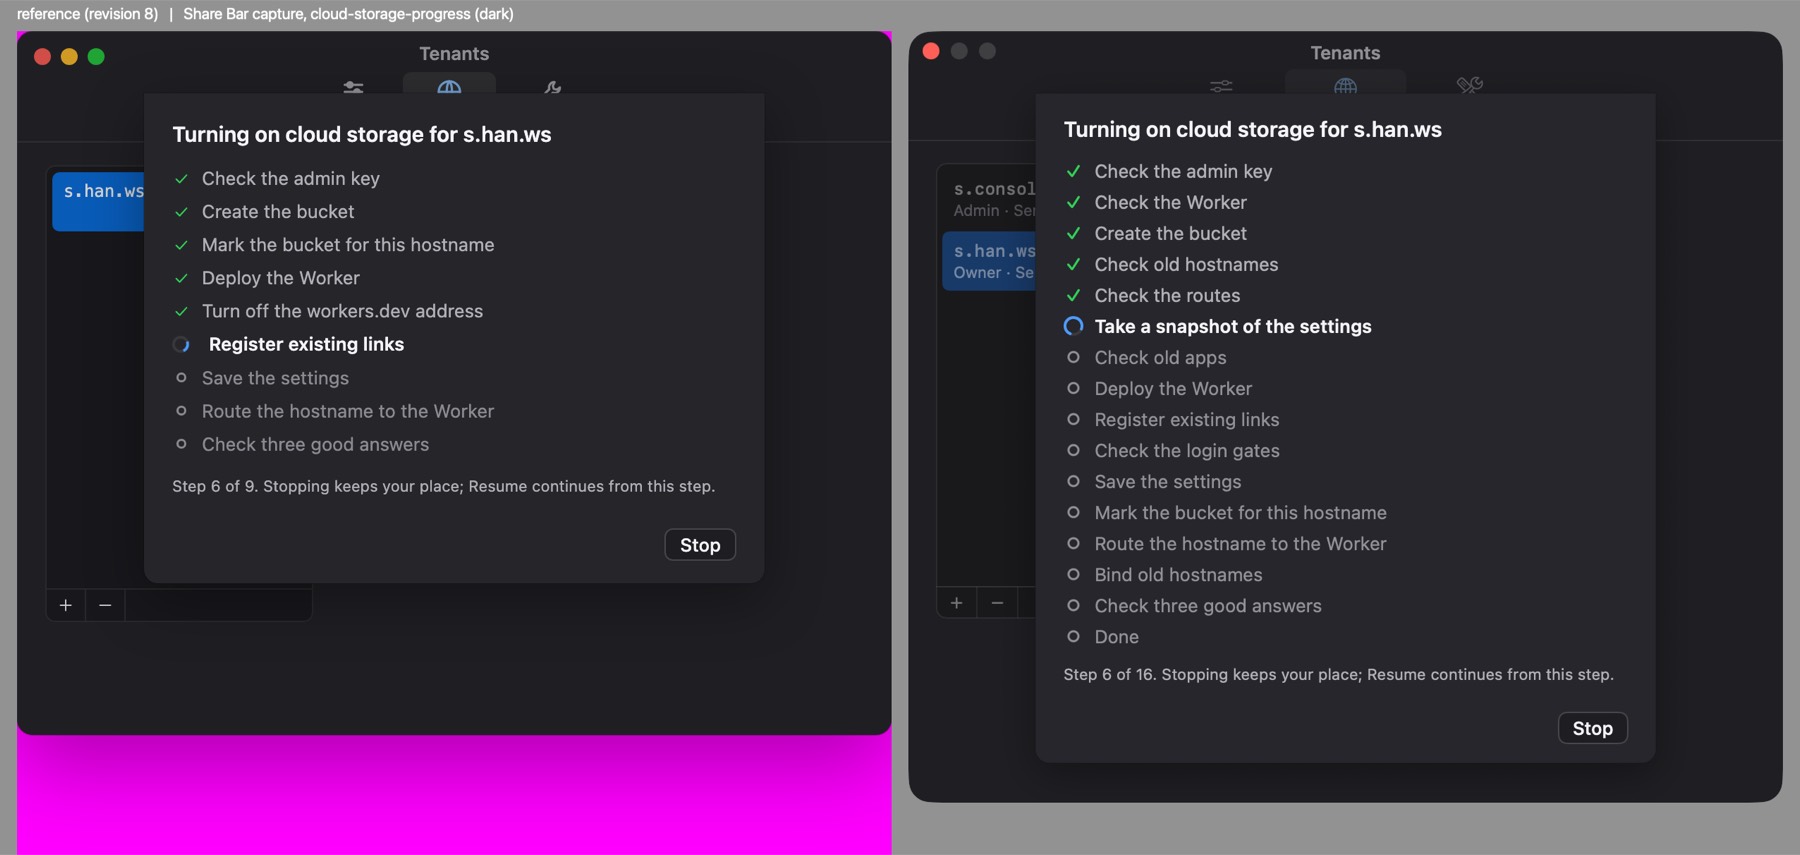 reference (revision 8) | Share Bar capture, cloud-storage-progress (dark)
Tenants
Turning on cloud storage for s.han.ws
s.han.ws
Check the admin key
Create the bucket
Mark the bucket for this hostname
Deploy the Worker
Turn off the workers.dev address
Register existing links
Save the settings
Route the hostname to the Worker
Check three good answers
Step 6 of 9. Stopping keeps your place; Resume continues from this step.
Stop
+ −
Tenants
Turning on cloud storage for s.han.ws
s.consol
Admin · Ser
s.han.ws
Owner · Se
Check the admin key
Check the Worker
Create the bucket
Check old hostnames
Check the routes
Take a snapshot of the settings
Check old apps
Deploy the Worker
Register existing links
Check the login gates
Save the settings
Mark the bucket for this hostname
Route the hostname to the Worker
Bind old hostnames
Check three good answers
Done
Step 6 of 16. Stopping keeps your place; Resume continues from this step.
Stop
+ −